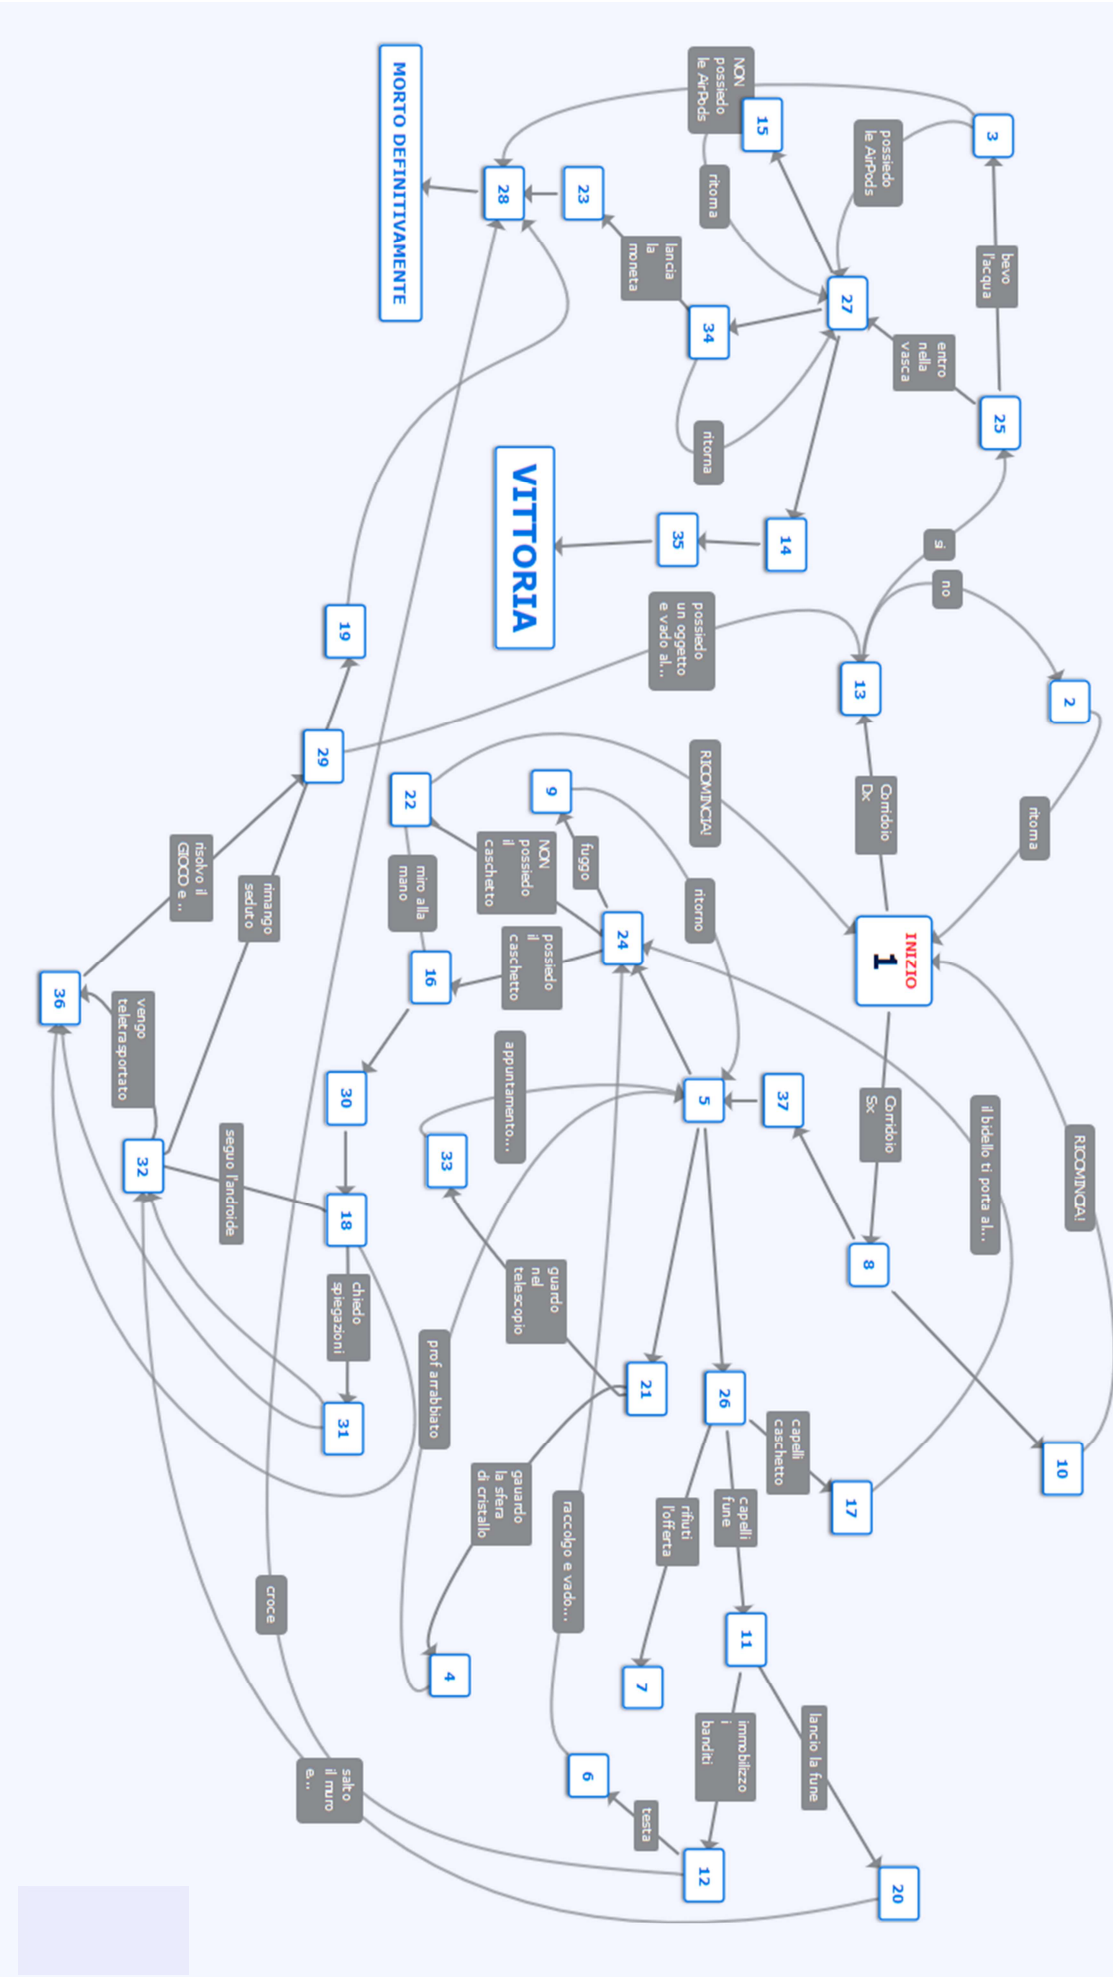 INIZIO
1
Corridoio
Dx
Corridoio
Sx
RICOMINCIA!
RICOMINCIA!
ritorna
2
no
si
13
25
bevo
l'acqua
3
entro
nella
vasca
possiedo
le AirPods
NON
possiedo
le AirPods
15
ritorna
27
34
ritorna
lancia
la
moneta
23
28
MORTO DEFINITIVAMENTE
14
35
VITTORIA
possiedo
un oggetto
e vado al...
19
29
22
9
fuggo
ritorno
NON
possiedo
il
caschetto
miro alla
mano
24
possiedo
il
caschetto
16
30
18
risolvo il
GIOCO e ..
rimango
seduto
36
vengo
teletrasportato
32
seguo l'androide
chiedo
spiegazioni
31
appuntamento...
33
5
37
8
10
il bidello ti porta al...
guardo
nel
telescopio
prof arrabbiato
21
26
capelli
caschetto
17
gauardo
la sfera
di cristallo
4
raccolgo e vado...
rifiuti
l'offerta
capelli
fune
7
11
immobilizzo
i
banditi
lancio la fune
6
testa
12
20
croce
salto
il muro
e...